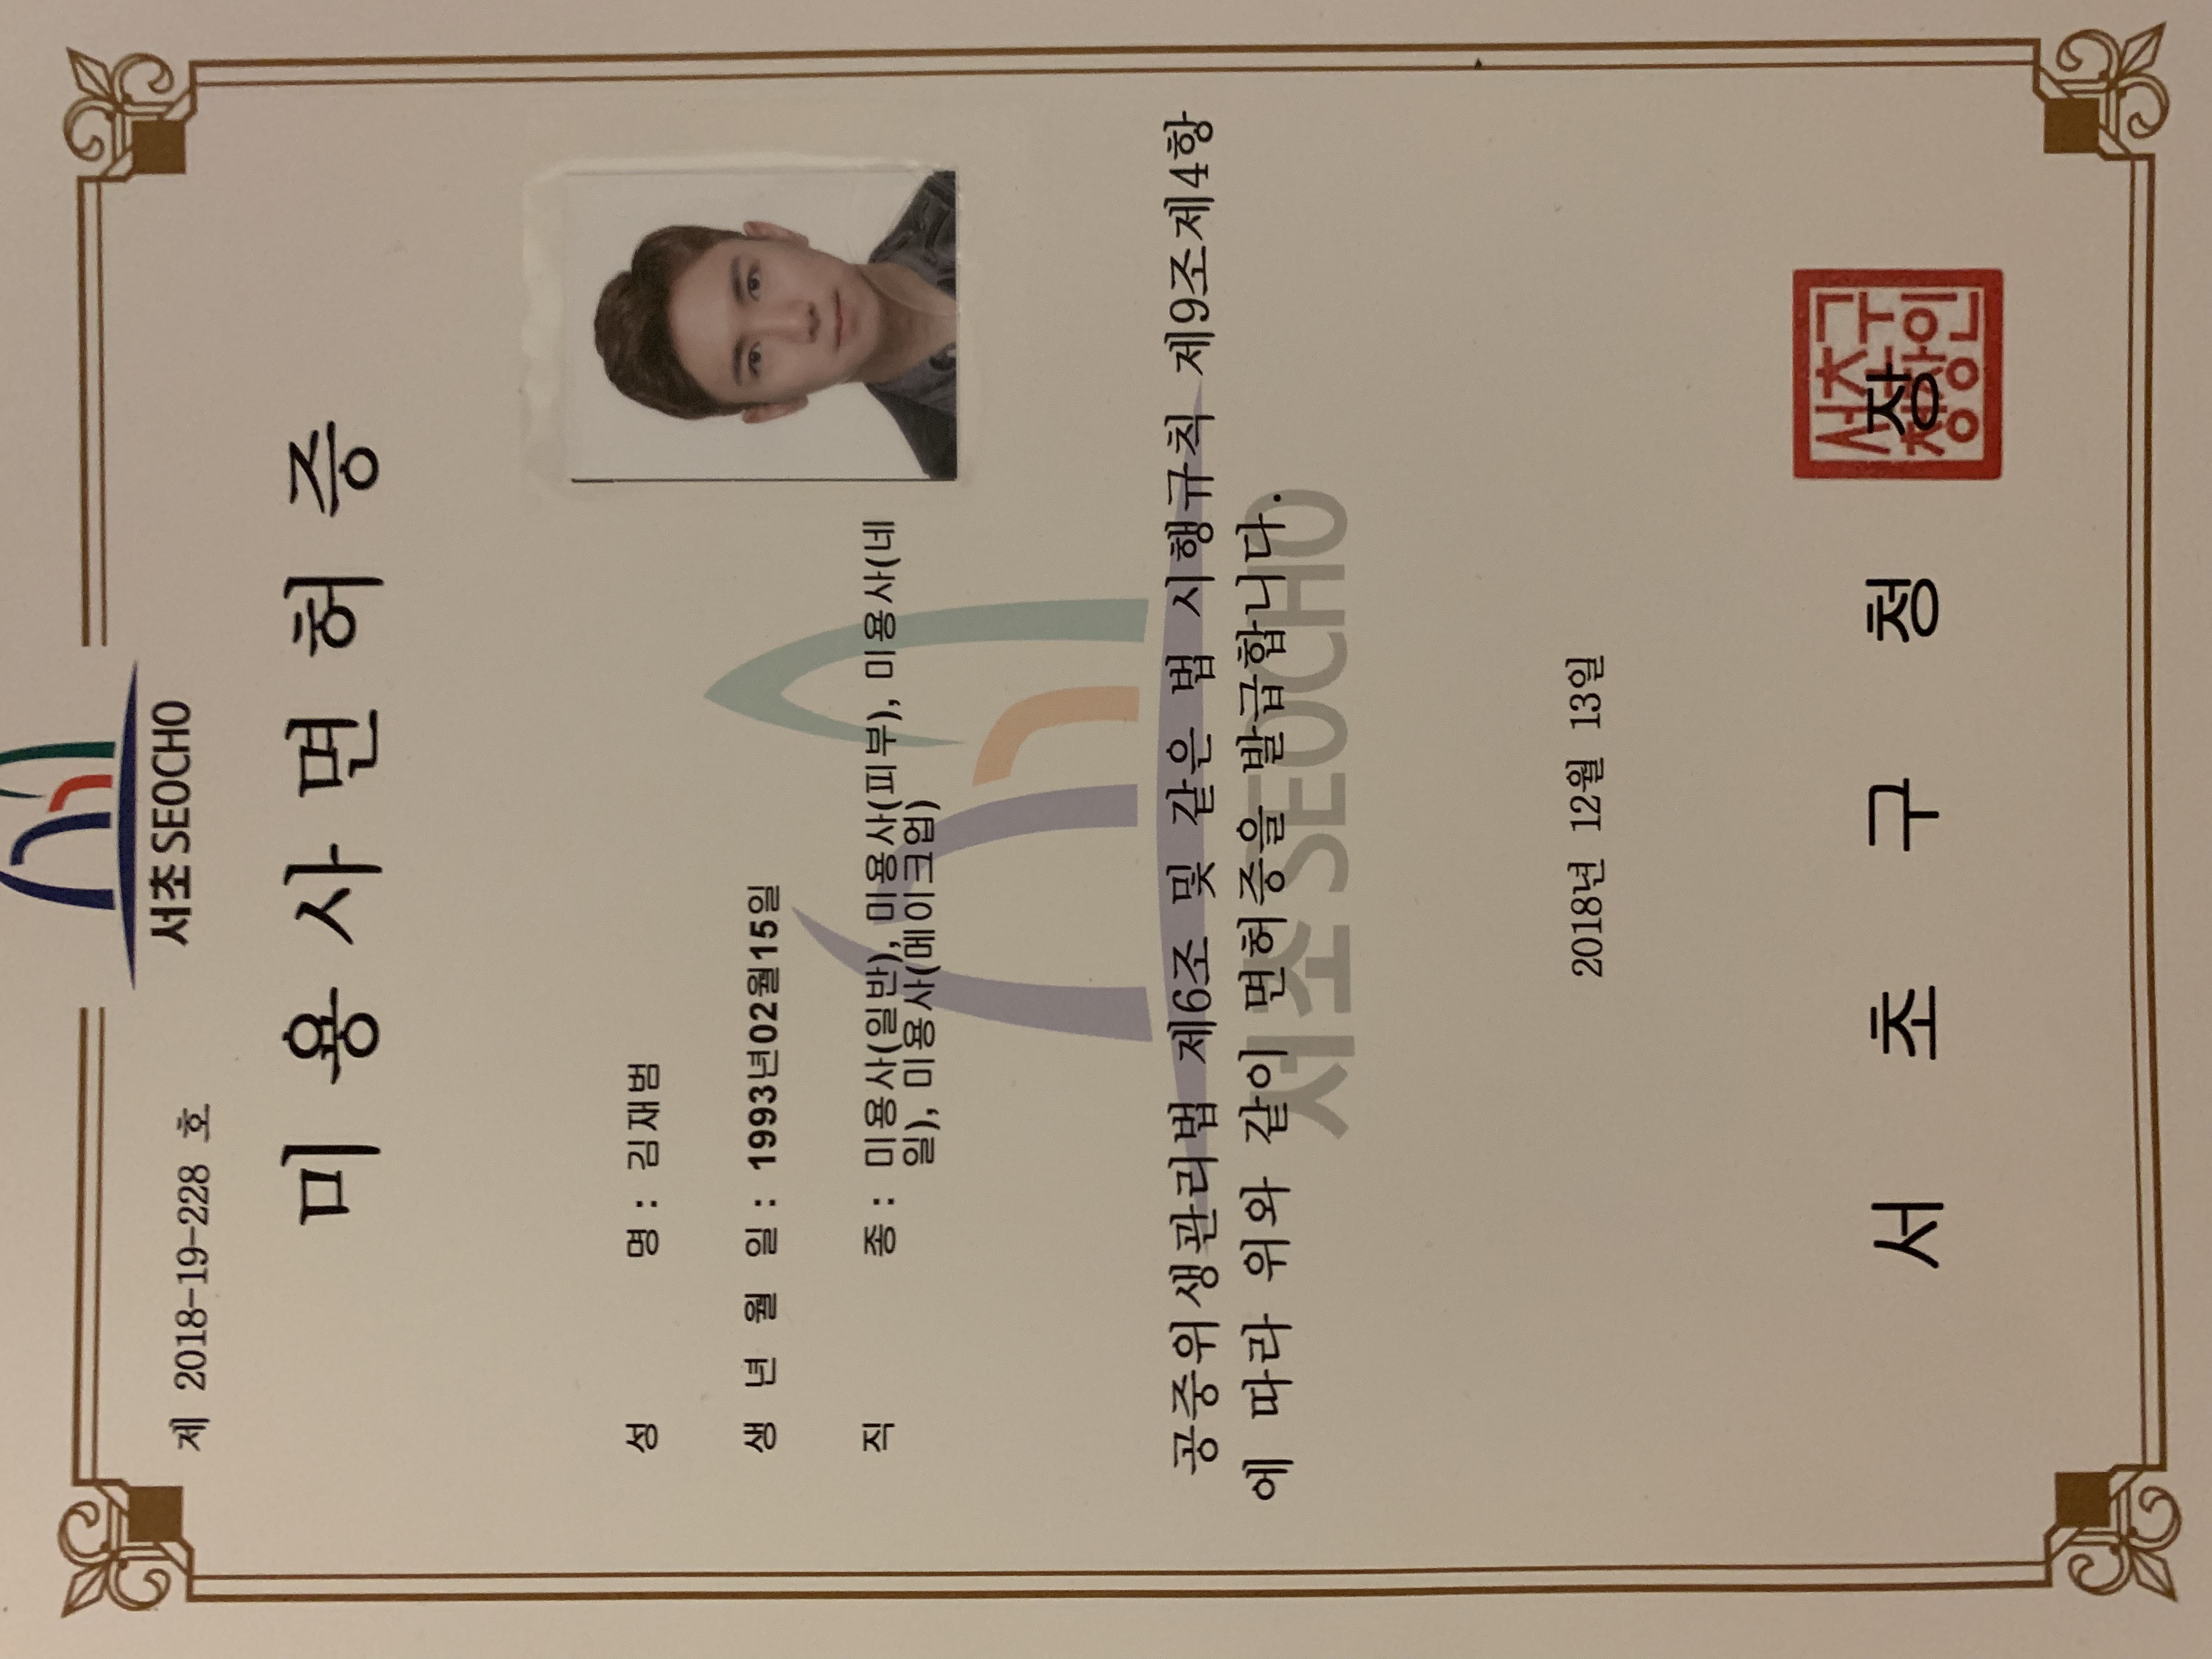 서초 SEOCHO
제 2018-19-228 호
미 용 사 면 허 증
성 명 : 김재범
생 년 월 일 : 1993년02월15일
직 종 : 미용사(일반), 미용사(피부), 미용사(네
일), 미용사(메이크업)
공중위생관리법 제6조 및 같은 법 시행규칙 제9조제4항
에 따라 위와 같이 면허증을 발급합니다.
서초 SEOCHO
2018년 12월 13일
서 초 구 청 장
서초구
청장인